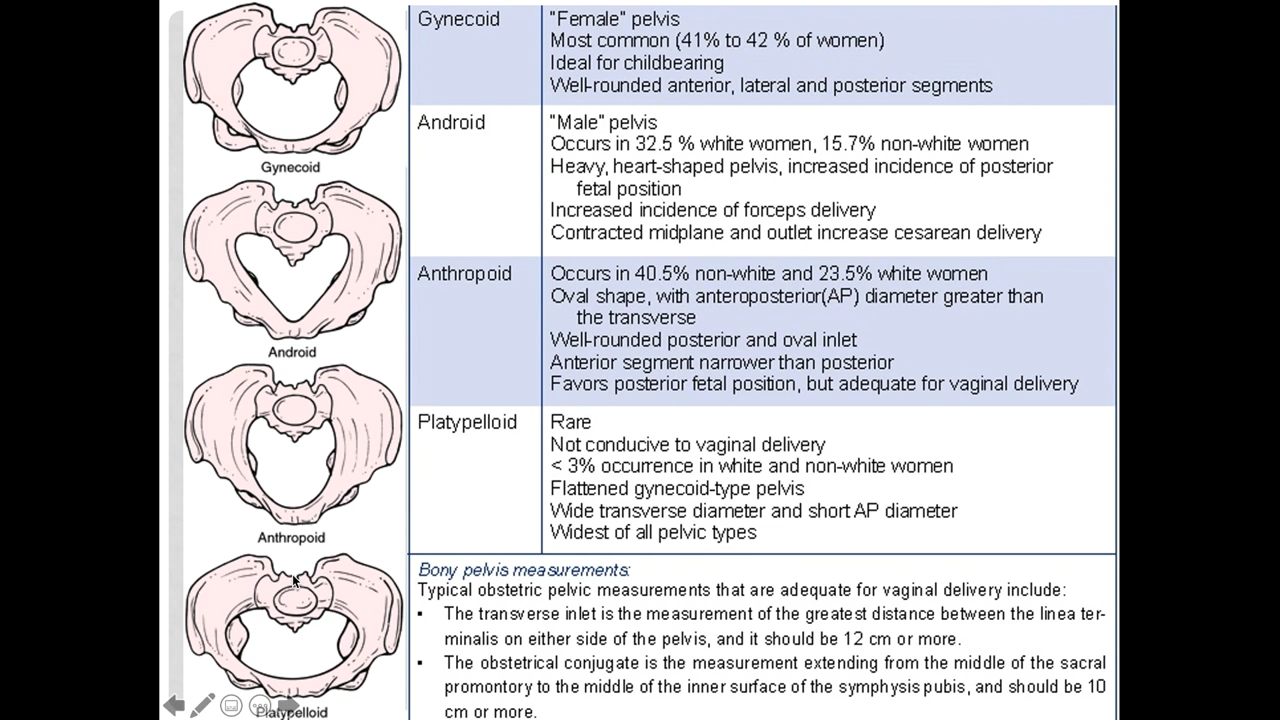 Gynecoid
Android
Anthropoid
Platypelloid
Gynecoid
"Female" pelvis
Most common (41% to 42 % of women)
Ideal for childbearing
Well-rounded anterior, lateral and posterior segments
Android
"Male" pelvis
Occurs in 32.5 % white women, 15.7% non-white women
Heavy, heart-shaped pelvis, increased incidence of posterior
fetal position
Increased incidence of forceps delivery
Contracted midplane and outlet increase cesarean delivery
Anthropoid
Occurs in 40.5% non-white and 23.5% white women
Oval shape, with anteroposterior(AP) diameter greater than
the transverse
Well-rounded posterior and oval inlet
Anterior segment narrower than posterior
Favors posterior fetal position, but adequate for vaginal delivery
Platypelloid
Rare
Not conducive to vaginal delivery
< 3% occurrence in white and non-white women
Flattened gynecoid-type pelvis
Wide transverse diameter and short AP diameter
Widest of all pelvic types
Bony pelvis measurements:
Typical obstetric pelvic measurements that are adequate for vaginal delivery include:
▪ The transverse inlet is the measurement of the greatest distance between the linea ter-
minalis on either side of the pelvis, and it should be 12 cm or more.
▪ The obstetrical conjugate is the measurement extending from the middle of the sacral
promontory to the middle of the inner surface of the symphysis pubis, and should be 10
cm or more.